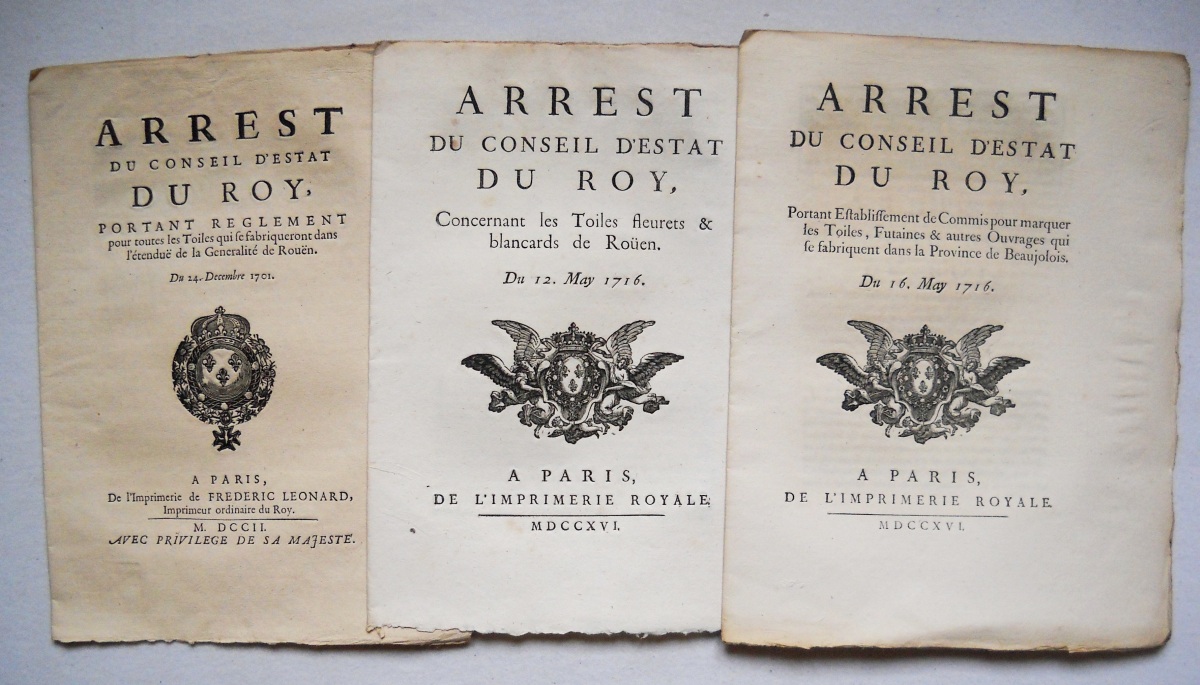 ARREST
DU CONSEIL D'ESTAT
DU ROY,
PORTANT REGLEMENT
pour toutes les Toiles qui ſe fabriqueront dans
l'étenduë de la Generalité de Roüen.
Du 24. Decembre 1701.
A PARIS,
De l'Imprimerie de FREDERIC LEONARD,
Imprimeur ordinaire du Roy.
M. DCCII.
AVEC PRIVILEGE DE SA MAJESTÉ.
ARREST
DU CONSEIL D'ESTAT
DU ROY,
Concernant les Toiles fleurets &
blancards de Roüen.
Du 12. May 1716.
A PARIS,
DE L'IMPRIMERIE ROYALE.
MDCCXVI.
ARREST
DU CONSEIL D'ESTAT
DU ROY,
Portant Eſtabliſſement de Commis pour marquer
les Toiles, Futaines & autres Ouvrages qui
ſe fabriquent dans la Province de Beaujolois.
Du 16. May 1716.
A PARIS,
DE L'IMPRIMERIE ROYALE.
MDCCXVI.